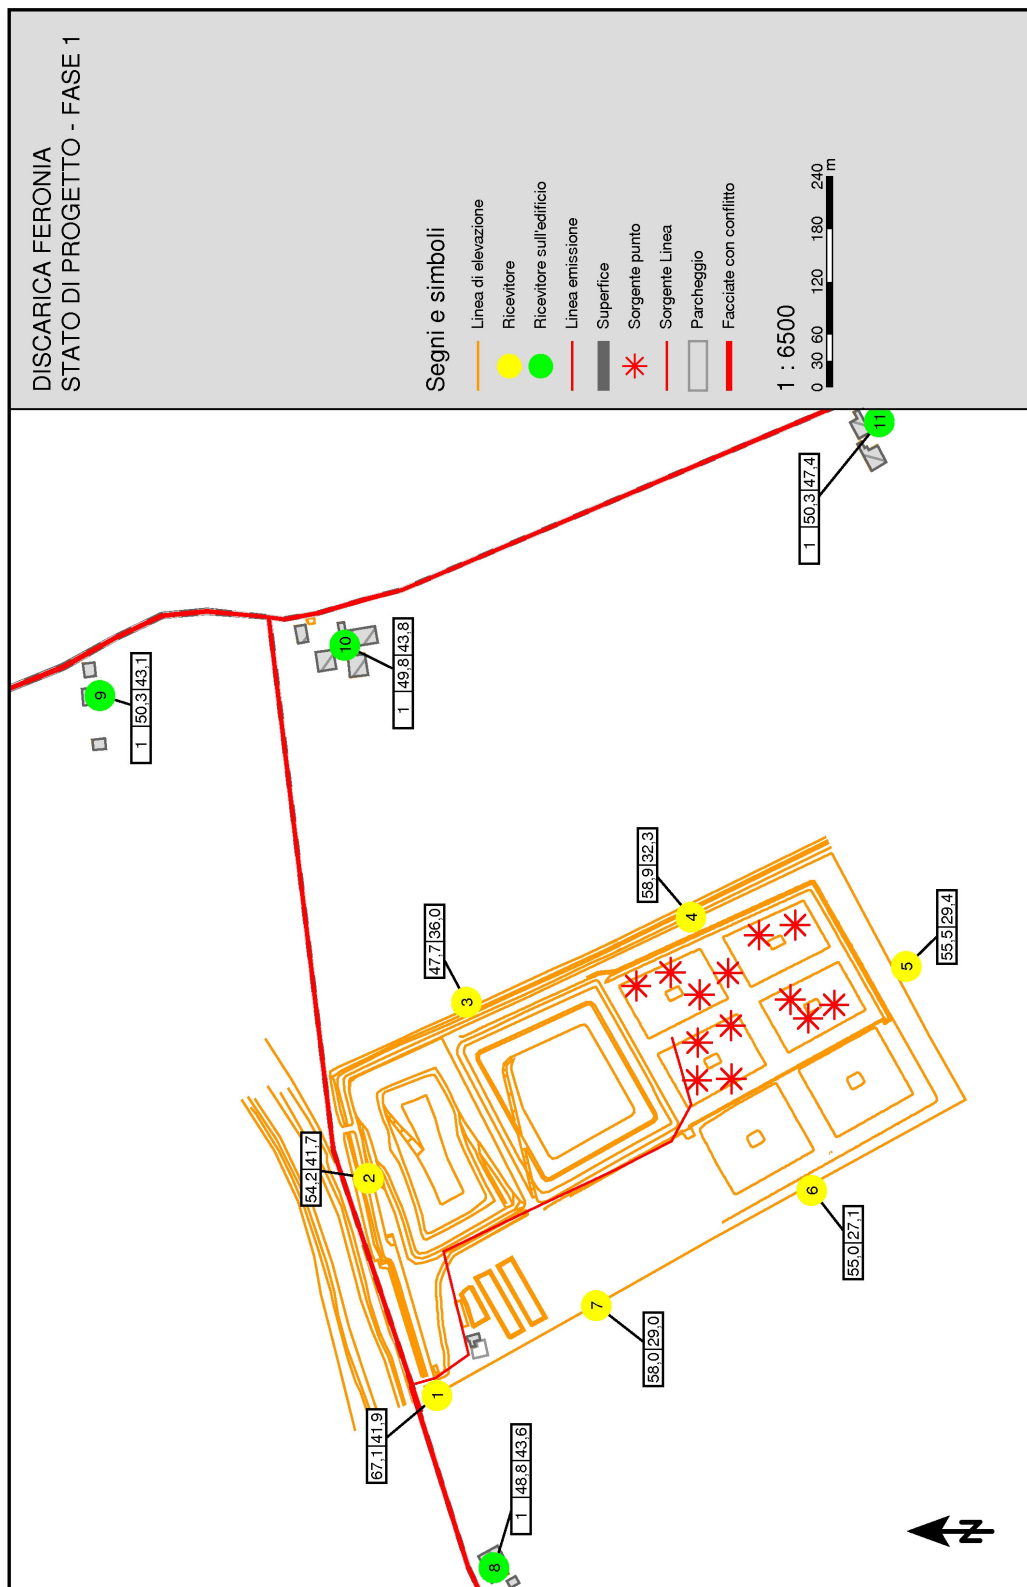 DISCARICA FERONIA
STATO DI PROGETTO - FASE 1
Segni e simboli
Linea di elevazione
Ricevitore
Ricevitore sull'edificio
Linea emissione
Superfice
Sorgente punto
Sorgente Linea
Parcheggio
Facciate con conflitto
1 : 6500
0 30 60 120 180 240
m
9
1 50,3 43,1
10
1 49,8 43,8
11
1 50,3 47,4
2
54,2 41,7
3
47,7 36,0
4
58,9 32,3
5
55,5 29,4
6
55,0 27,1
7
58,0 29,0
1
67,1 41,9
8
1 48,8 43,6
N